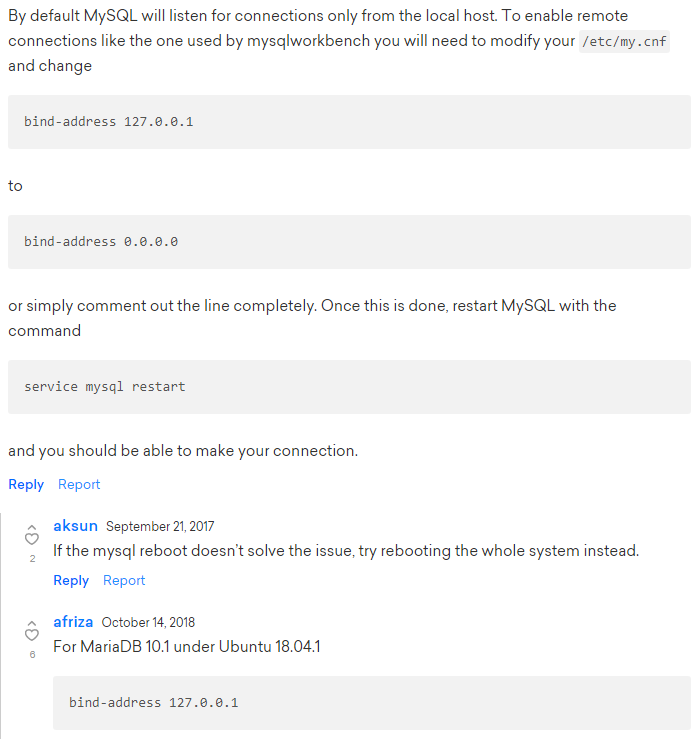 By default MySQL will listen for connections only from the local host. To enable remote
connections like the one used by mysqlworkbench you will need to modify your /etc/my.cnf
and change
bind-address 127.0.0.1
to
bind-address 0.0.0.0
or simply comment out the line completely. Once this is done, restart MySQL with the
command
service mysql restart
and you should be able to make your connection.
Reply Report
aksun September 21, 2017
If the mysql reboot doesn't solve the issue, try rebooting the whole system instead.
2
Reply Report
afriza October 14, 2018
For MariaDB 10.1 under Ubuntu 18.04.1
6
bind-address 127.0.0.1